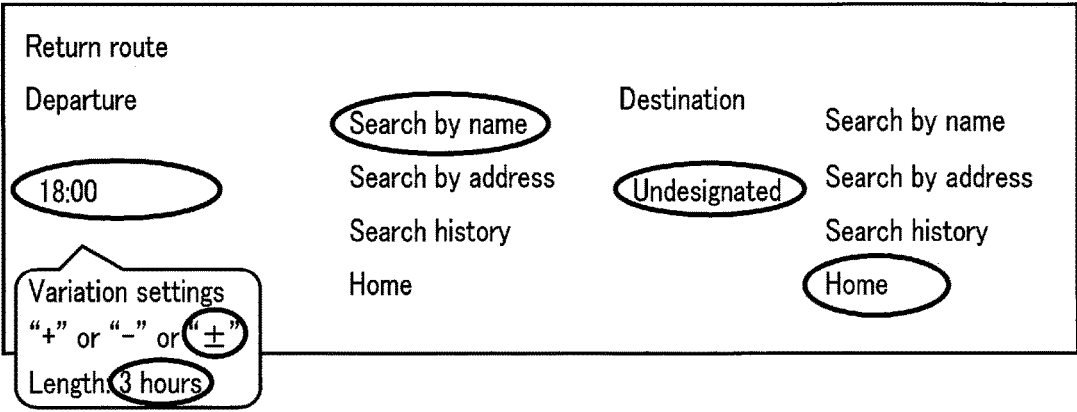 Return route
Departure
Search by name
Search by address
Search history
Home
18:00
Variation settings
“+” or “-” or “±”
Length: 3 hours
Destination
Undesignated
Search by name
Search by address
Search history
Home